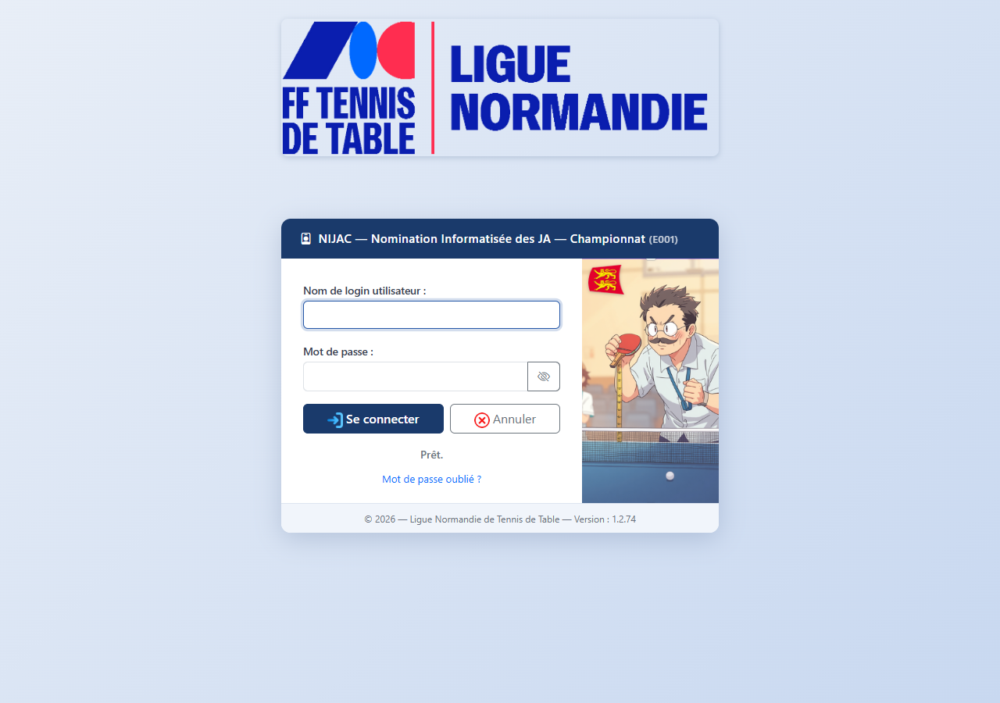 FF TENNIS
DE TABLE
LIGUE
NORMANDIE
NIJAC — Nomination Informatisée des JA — Championnat (E001)
Nom de login utilisateur :
Mot de passe :
Se connecter
Annuler
Prêt.
Mot de passe oublié ?
© 2026 — Ligue Normandie de Tennis de Table — Version : 1.2.74